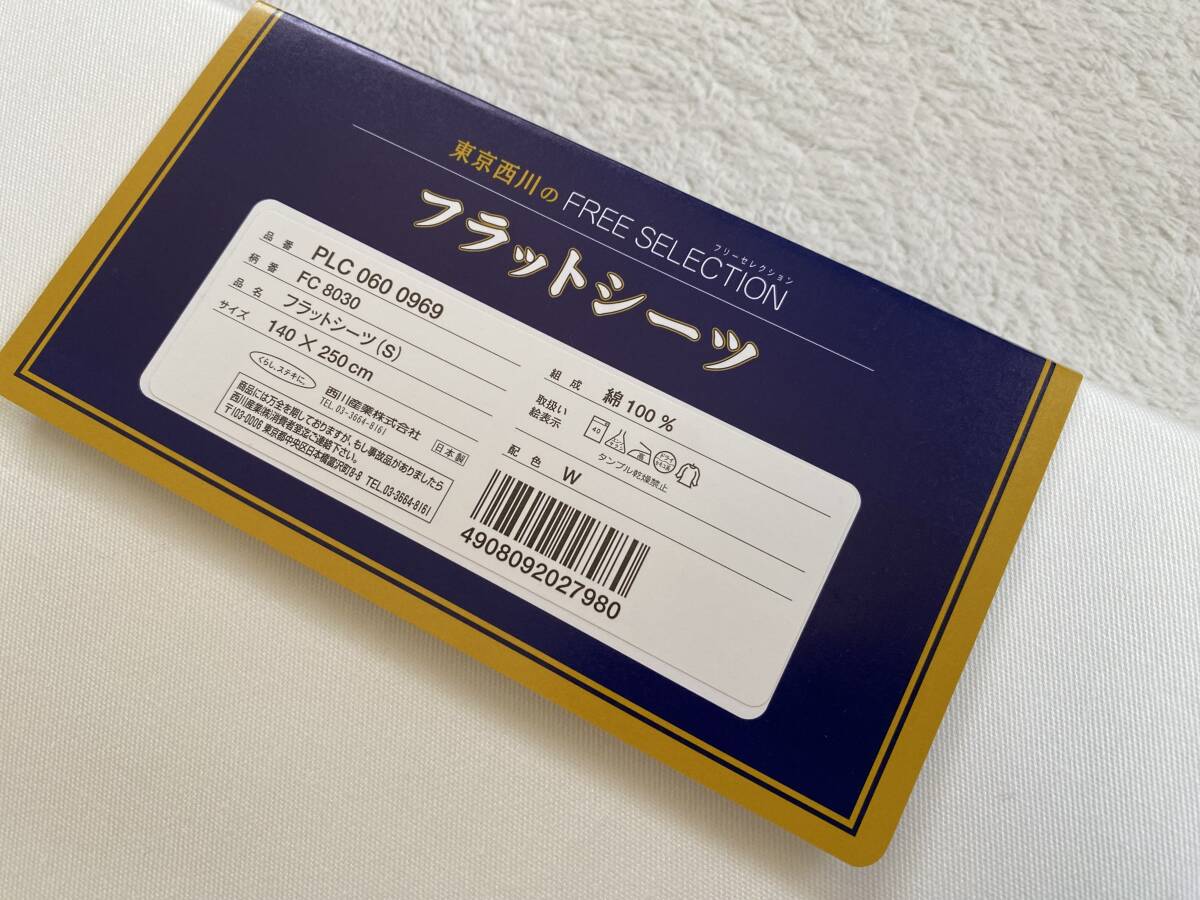 東京西川の FREE SELECTION
フリーセレクション
フラットシーツ
品番 PLC 060 0969
柄番 FC 8030
品名 フラットシーツ(S)
サイズ 140 × 250cm
くらし、ステキに。
西川産業株式会社
TEL.03-3664-8161
日本製
商品には万全を期しておりますが、もし事故品がありましたら
西川産業(株)消費者室迄ご連絡下さい。
〒103-0006 東京都中央区日本橋富沢町8-8 TEL.03-3664-8161
組成 綿 100 %
取扱い
絵表示
40
高
タンブル乾燥禁止
配色 W
4908092027980